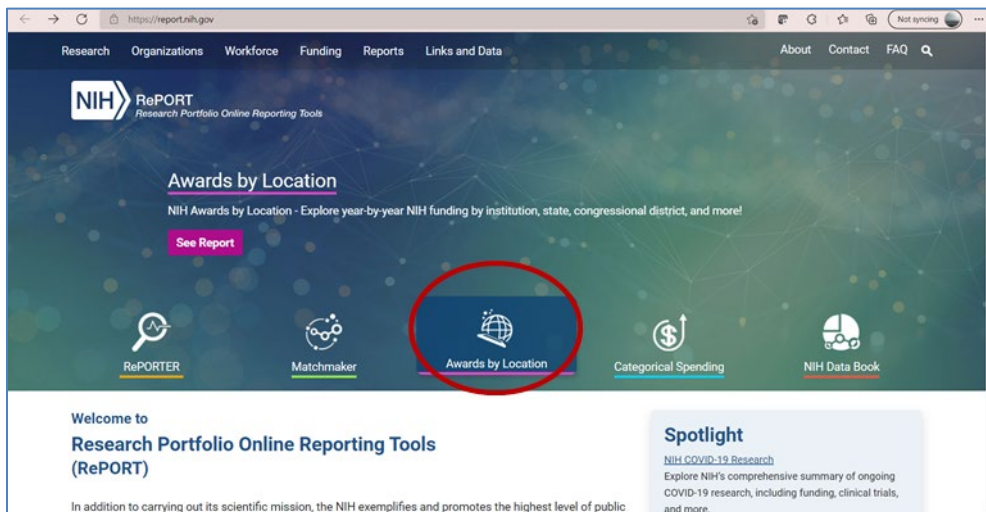 https://report.nih.gov
Not syncing
Research Organizations Workforce Funding Reports Links and Data
About Contact FAQ
NIH RePORT
Research Portfolio Online Reporting Tools
Awards by Location
NIH Awards by Location - Explore year-by-year NIH funding by institution, state, congressional district, and more!
See Report
RePORTER
Matchmaker
Awards by Location
Categorical Spending
NIH Data Book
Welcome to
Research Portfolio Online Reporting Tools
(RePORT)
In addition to carrying out its scientific mission, the NIH exemplifies and promotes the highest level of public
Spotlight
NIH COVID-19 Research
Explore NIH's comprehensive summary of ongoing
COVID-19 research, including funding, clinical trials,
and more.